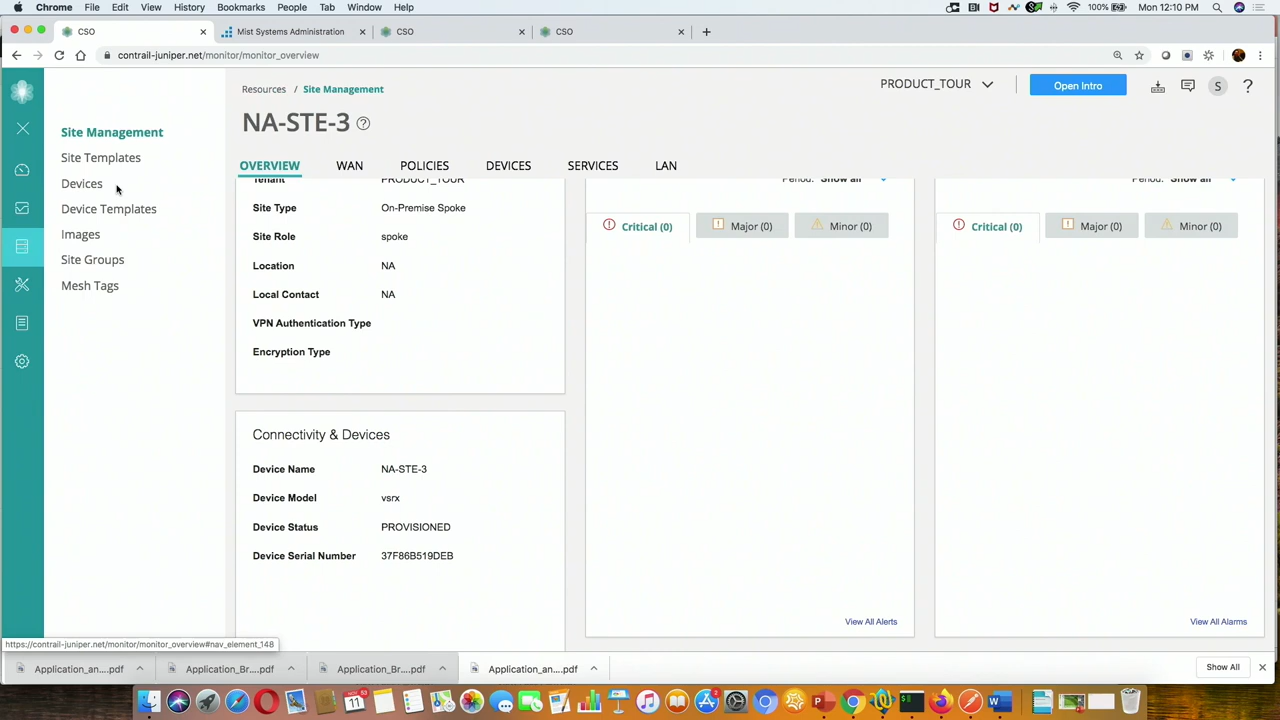 Chrome File Edit View History Bookmarks People Tab Window Help 100% Mon 12:10 PM
CSO Mist Systems Administration CSO CSO
contrail-juniper.net/monitor/monitor_overview
Resources / Site Management PRODUCT_TOUR Open Intro S ?
NA-STE-3 ?
Site Management
Site Templates
Devices
Device Templates
Images
Site Groups
Mesh Tags
OVERVIEW WAN POLICIES DEVICES SERVICES LAN
Tenant PRODUCT_TOUR Period: Show all Period: Show all
Site Type On-Premise Spoke
Critical (0) Major (0) Minor (0) Critical (0) Major (0) Minor (0)
Site Role spoke
Location NA
Local Contact NA
VPN Authentication Type
Encryption Type
Connectivity & Devices
Device Name NA-STE-3
Device Model vsrx
Device Status PROVISIONED
Device Serial Number 37F86B519DEB
View All Alerts View All Alarms
https://contrail-juniper.net/monitor/monitor_overview#nav_element_148
Application_an....pdf Application_Br....pdf Application_Br....pdf Application_an....pdf Show All